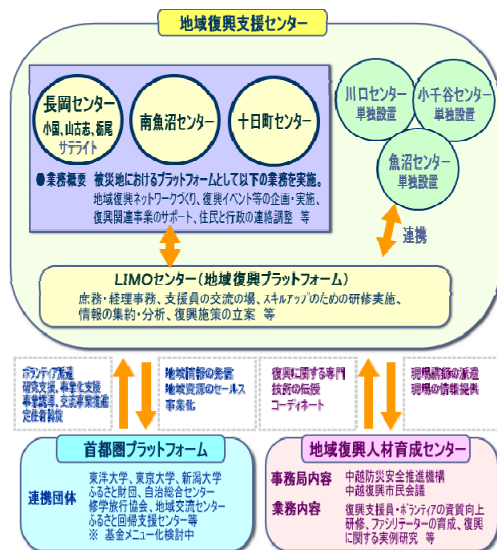 地域復興支援センター
長岡センター
小国、山古志、栃尾
サテライト
南魚沼センター
十日町センター
川口センター
単独設置
小千谷センター
単独設置
魚沼センター
単独設置
●業務概要 被災地におけるプラットフォームとして以下の業務を実施。
地域復興ネットワークづくり、復興イベント等の企画・実施、
復興関連事業のサポート、住民と行政の連絡調整 等
連携
LIMOセンター(地域復興プラットフォーム)
庶務・経理事務、支援員の交流の場、スキルアップのための研修実施、
情報の集約・分析、復興施策の立案 等
ボランティア派遣
研究支援、事業化支援
地域情報の発信
地域資源のセールス
事業化
復興に関する専門
技術の伝授
コーディネート
現場講師の派遣
現場の情報提供
首都圏プラットフォーム
連携団体
東洋大学、東京大学、新潟大学
ふるさと財団、自治総合センター
修学旅行協会、地域交流センター
ふるさと回帰支援センター等
※ 基金メニュー化検討中
地域復興人材育成センター
事務局内容 中越防災安全推進機構
中越復興市民会議
業務内容 復興支援員・ボランティアの資質向上
研修、ファシリテーターの育成、復興
に関する実例研究 等